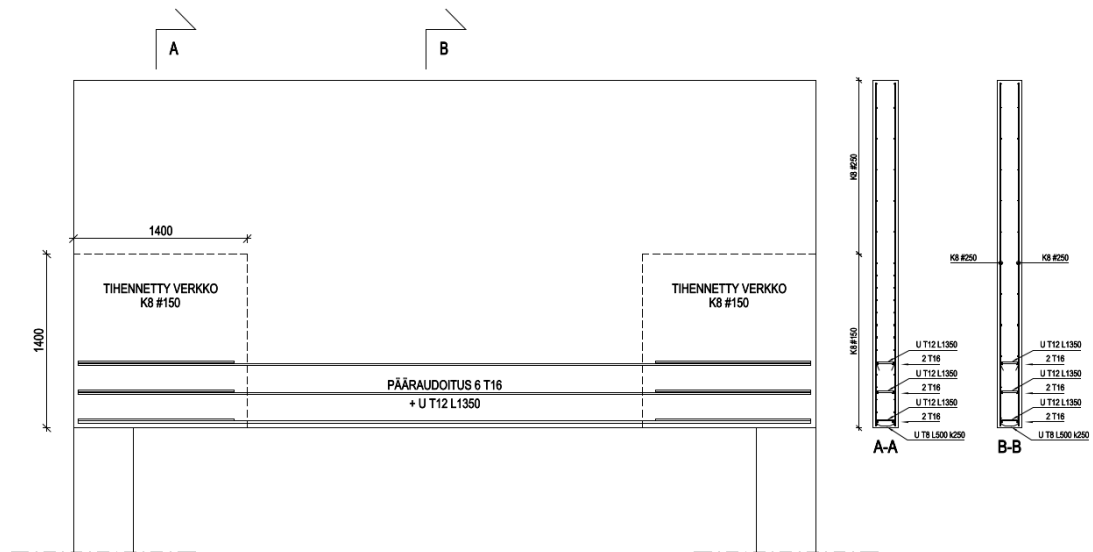 A
B
1400
TIHENNETTY VERKKO
K8 #150
TIHENNETTY VERKKO
K8 #150
1400
PÄÄRAUDOITUS 6 T16
+ U T12 L1350
K8 #250
K8 #150
U T12 L1350
2 T16
U T12 L1350
2 T16
U T12 L1350
2 T16
U T8 L500 k250
A-A
K8 #250
K8 #250
U T12 L1350
2 T16
U T12 L1350
2 T16
U T12 L1350
2 T16
U T8 L500 k250
B-B